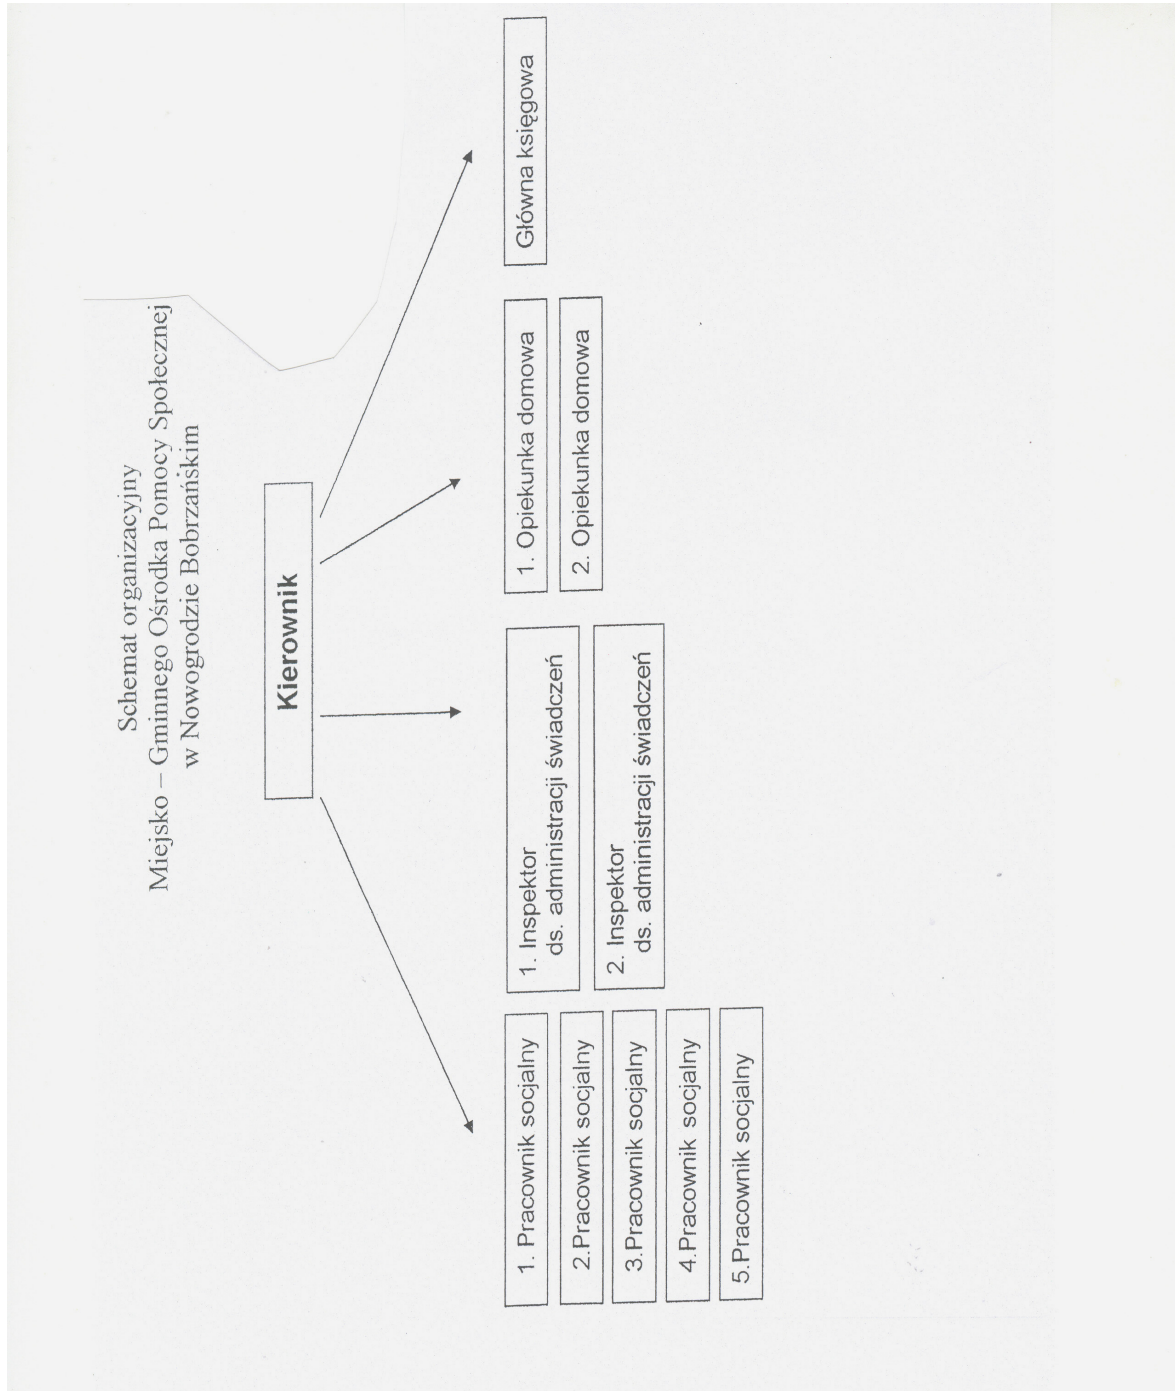 Schemat organizacyjny
Miejsko – Gminnego Ośrodka Pomocy Społecznej
w Nowogrodzie Bobrzańskim
Kierownik
1. Pracownik socjalny
2.Pracownik socjalny
3.Pracownik socjalny
4.Pracownik socjalny
5.Pracownik socjalny
1. Inspektor
ds. administracji świadczeń
2. Inspektor
ds. administracji świadczeń
1. Opiekunka domowa
2. Opiekunka domowa
Główna księgowa